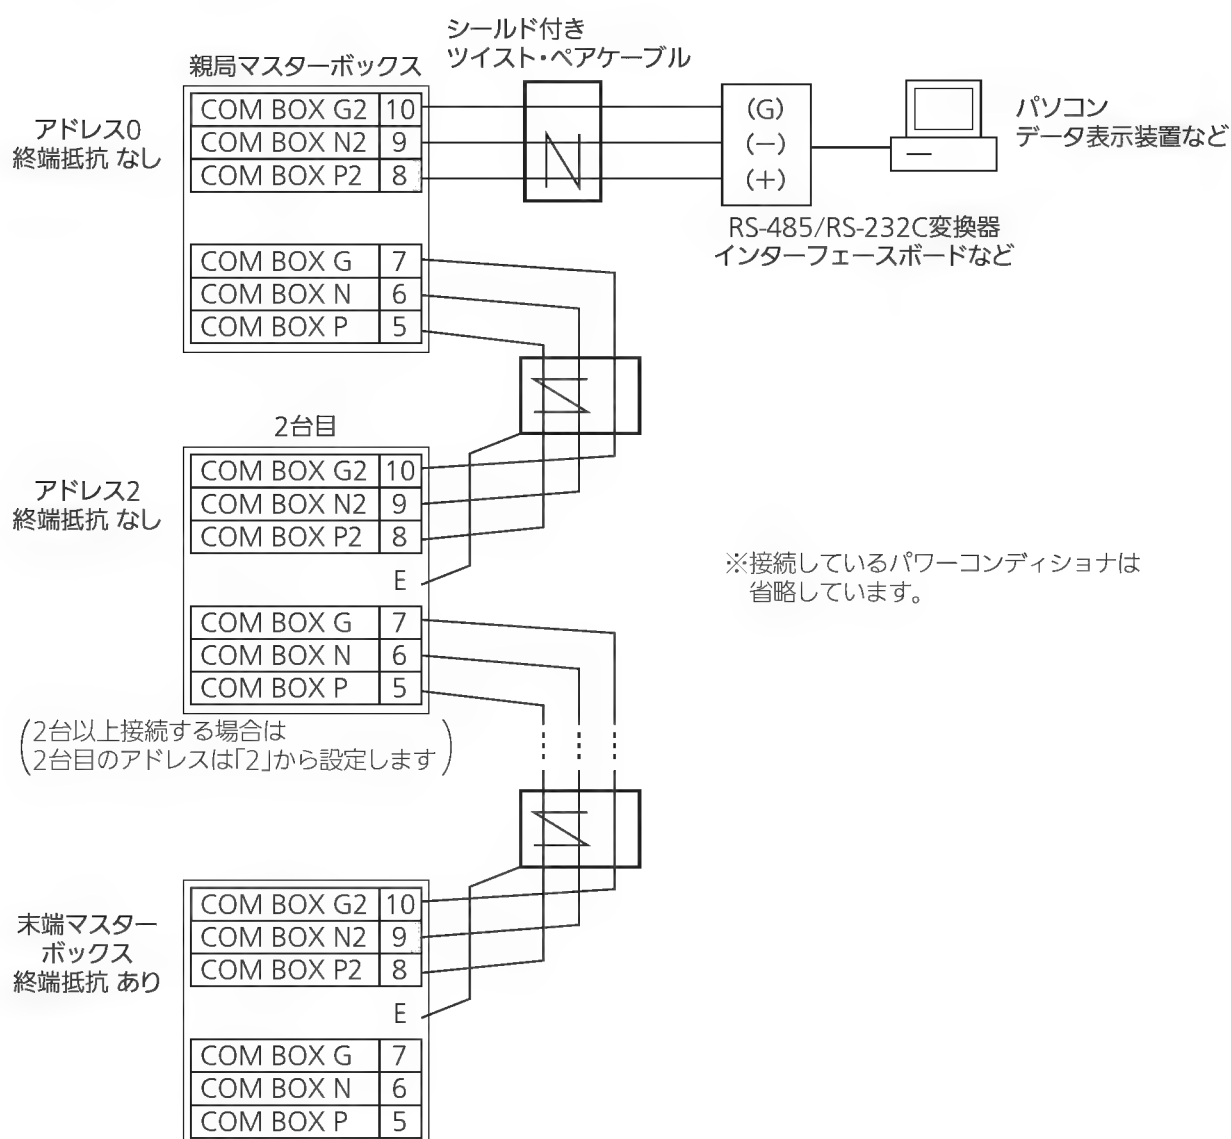 シールド付き
ツイスト・ペアケーブル
親局マスターボックス
アドレス0
終端抵抗 なし
COM BOX G2 10
COM BOX N2 9
COM BOX P2 8
(G)
(−)
(+)
パソコン
データ表示装置など
RS-485/RS-232C変換器
インターフェースボードなど
COM BOX G 7
COM BOX N 6
COM BOX P 5
2台目
アドレス2
終端抵抗 なし
COM BOX G2 10
COM BOX N2 9
COM BOX P2 8
E
COM BOX G 7
COM BOX N 6
COM BOX P 5
※接続しているパワーコンディショナは
省略しています。
(2台以上接続する場合は
2台目のアドレスは「2」から設定します)
末端マスター
ボックス
終端抵抗 あり
COM BOX G2 10
COM BOX N2 9
COM BOX P2 8
E
COM BOX G 7
COM BOX N 6
COM BOX P 5